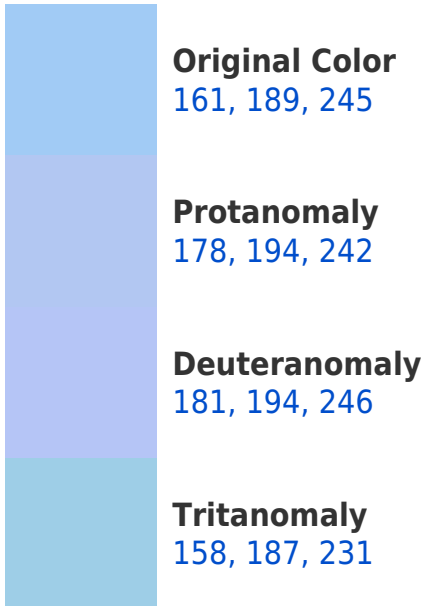 Original Color
161, 189, 245
Protanomaly
178, 194, 242
Deuteranomaly
181, 194, 246
Tritanomaly
158, 187, 231